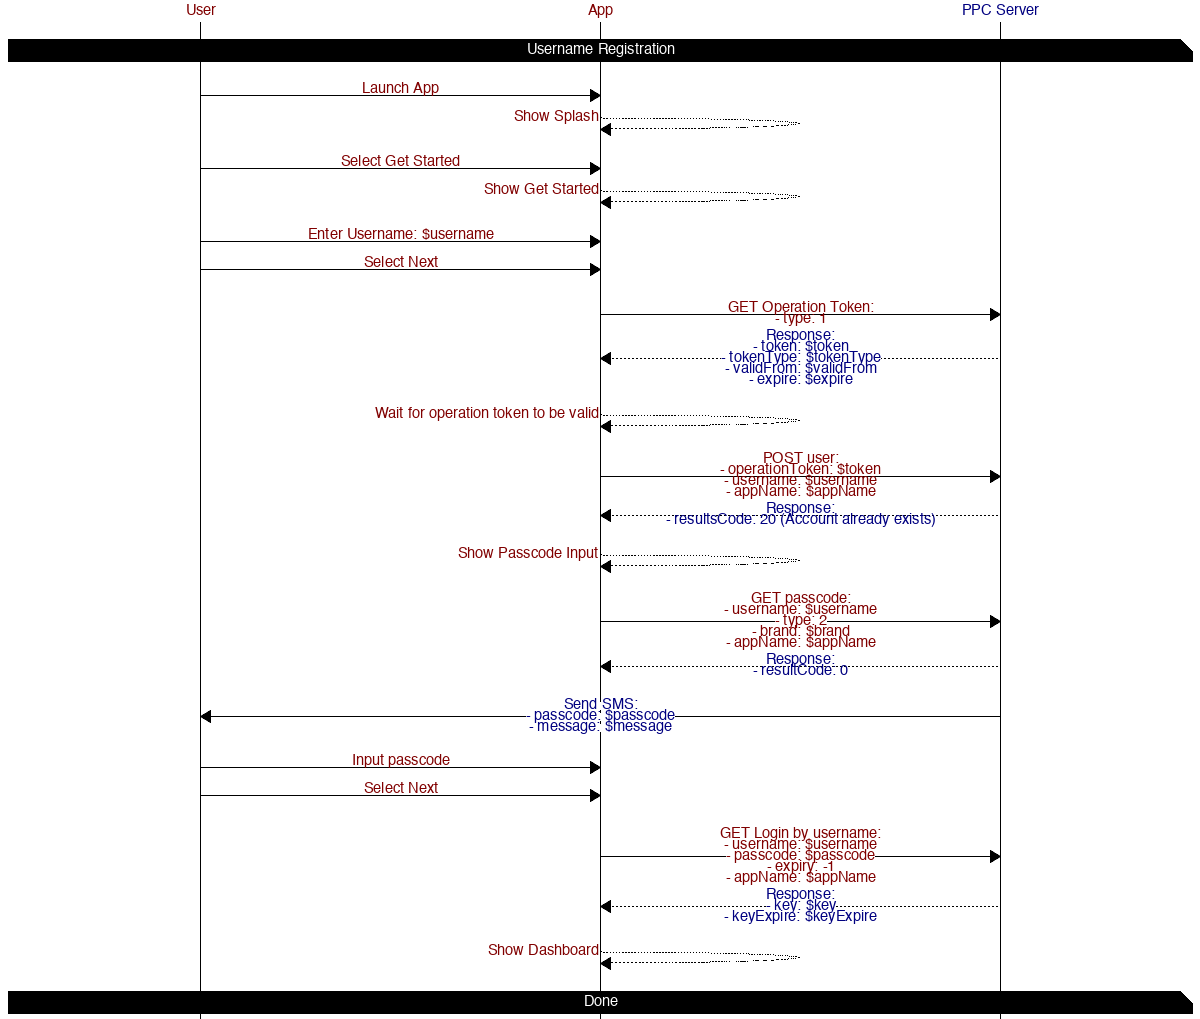 User App PPC Server
Username Registration
Launch App
Show Splash
Select Get Started
Show Get Started
Enter Username: $username
Select Next
GET Operation Token:
- type: 1
Response:
- token: $token
- tokenType: $tokenType
- validFrom: $validFrom
- expire: $expire
Wait for operation token to be valid
POST user:
- operationToken: $token
- username: $username
- appName: $appName
Response:
- resultsCode: 20 (Account already exists)
Show Passcode Input
GET passcode:
- username: $username
- type: 2
- brand: $brand
- appName: $appName
Response:
- resultCode: 0
Send SMS:
- passcode: $passcode
- message: $message
Input passcode
Select Next
GET Login by username:
- username: $username
- passcode: $passcode
- expiry: -1
- appName: $appName
Response:
- key: $key
- keyExpire: $keyExpire
Show Dashboard
Done